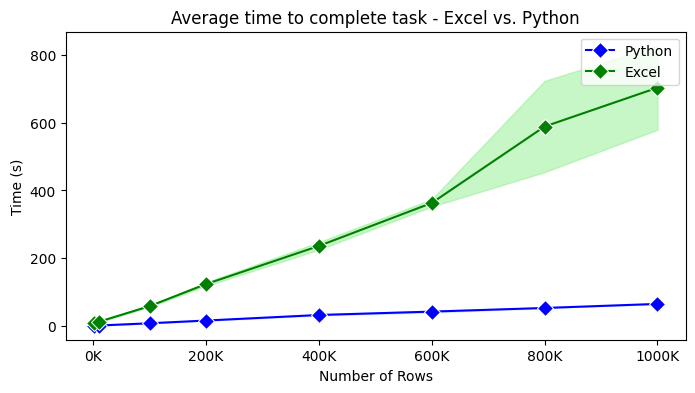 Average time to complete task - Excel vs. Python
Python
Excel
800
600
400
200
0
Time (s)
0K 200K 400K 600K 800K 1000K
Number of Rows